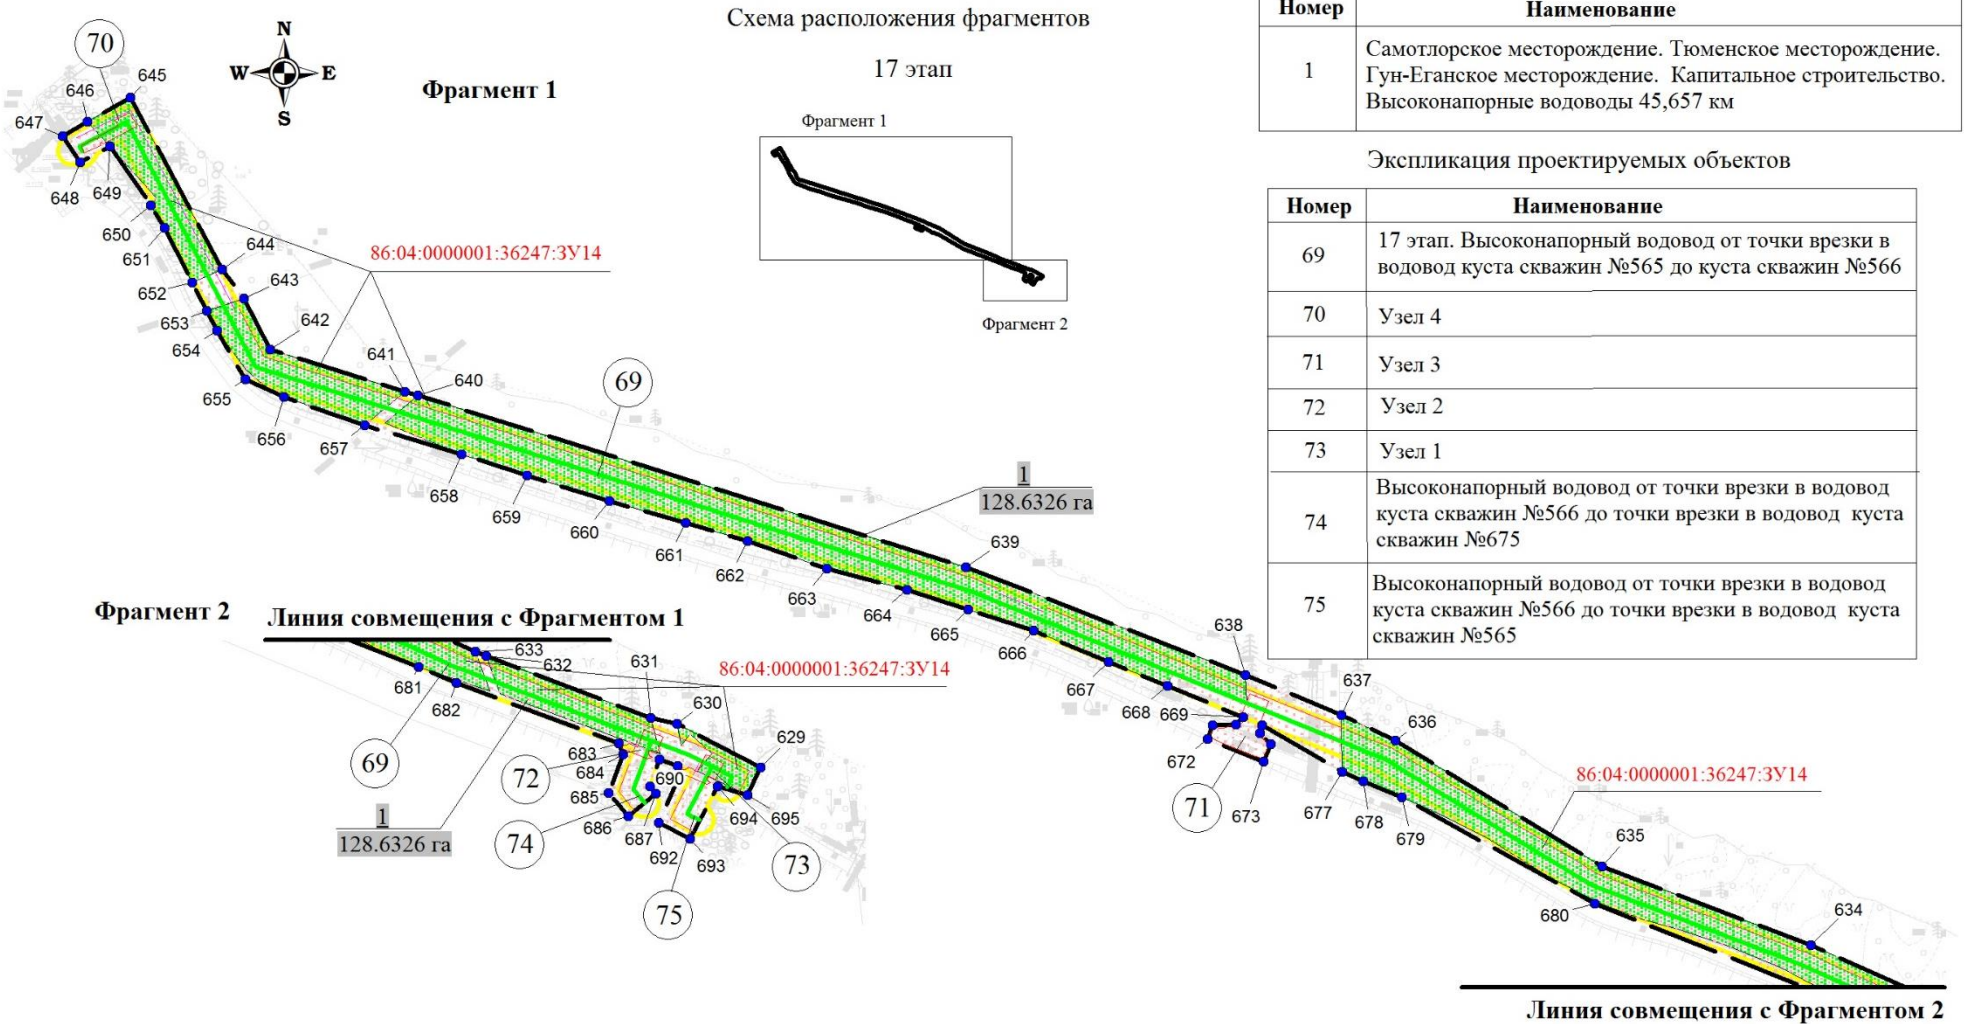 Схема расположения фрагментов
17 этап
Фрагмент 1
Фрагмент 2
N
W
E
S
Фрагмент 1
70
645
646
647
648
649
650
651
652
653
654
655
656
657
658
659
660
661
662
663
664
665
666
667
668
669
672
673
677
678
679
680
644
643
642
641
640
639
638
637
636
635
634
86:04:0000001:36247:ЗУ14
69
1
128.6326 га
71
86:04:0000001:36247:ЗУ14
Линия совмещения с Фрагментом 2
Фрагмент 2
Линия совмещения с Фрагментом 1
633
632
631
630
629
681
682
683
684
685
686
687
690
692
693
694
695
86:04:0000001:36247:ЗУ14
69
72
74
75
73
1
128.6326 га
Номер Наименование
1
Самотлорское месторождение. Тюменское месторождение.
Гун-Еганское месторождение. Капитальное строительство.
Высоконапорные водоводы 45,657 км
Экспликация проектируемых объектов
Номер Наименование
69
17 этап. Высоконапорный водовод от точки врезки в
водовод куста скважин №565 до куста скважин №566
70 Узел 4
71 Узел 3
72 Узел 2
73 Узел 1
74
Высоконапорный водовод от точки врезки в водовод
куста скважин №566 до точки врезки в водовод куста
скважин №675
75
Высоконапорный водовод от точки врезки в водовод
куста скважин №566 до точки врезки в водовод куста
скважин №565